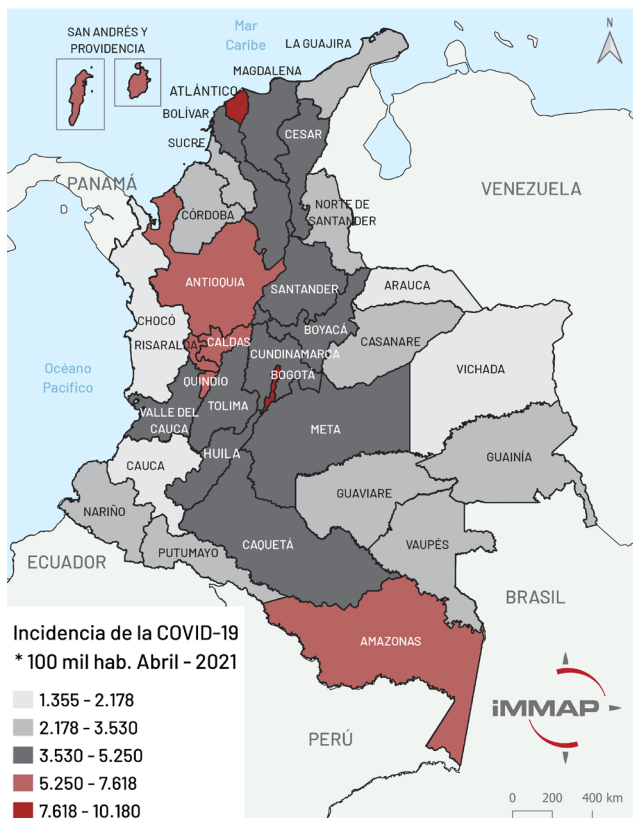 SAN ANDRÉS Y
PROVIDENCIA
Mar
Caribe
N
LA GUAJIRA
MAGDALENA
ATLÁNTICO
BOLÍVAR
CESAR
SUCRE
PANAMÁ
VENEZUELA
CÓRDOBA
NORTE DE
SANTANDER
ANTIOQUIA
SANTANDER
ARAUCA
CHOCÓ
BOYACÁ
RISARALDA
CALDAS
CASANARE
CUNDINAMARCA
Océano
Pacífico
BOGOTÁ
VICHADA
QUINDÍO
TOLIMA
VALLE DEL
CAUCA
META
HUILA
GUAINÍA
CAUCA
GUAVIARE
NARIÑO
CAQUETÁ
VAUPÉS
PUTUMAYO
ECUADOR
BRASIL
AMAZONAS
PERÚ
Incidencia de la COVID-19
* 100 mil hab. Abril - 2021
1.355 - 2.178
2.178 - 3.530
3.530 - 5.250
5.250 - 7.618
7.618 - 10.180
iMMAP
0 200 400 km